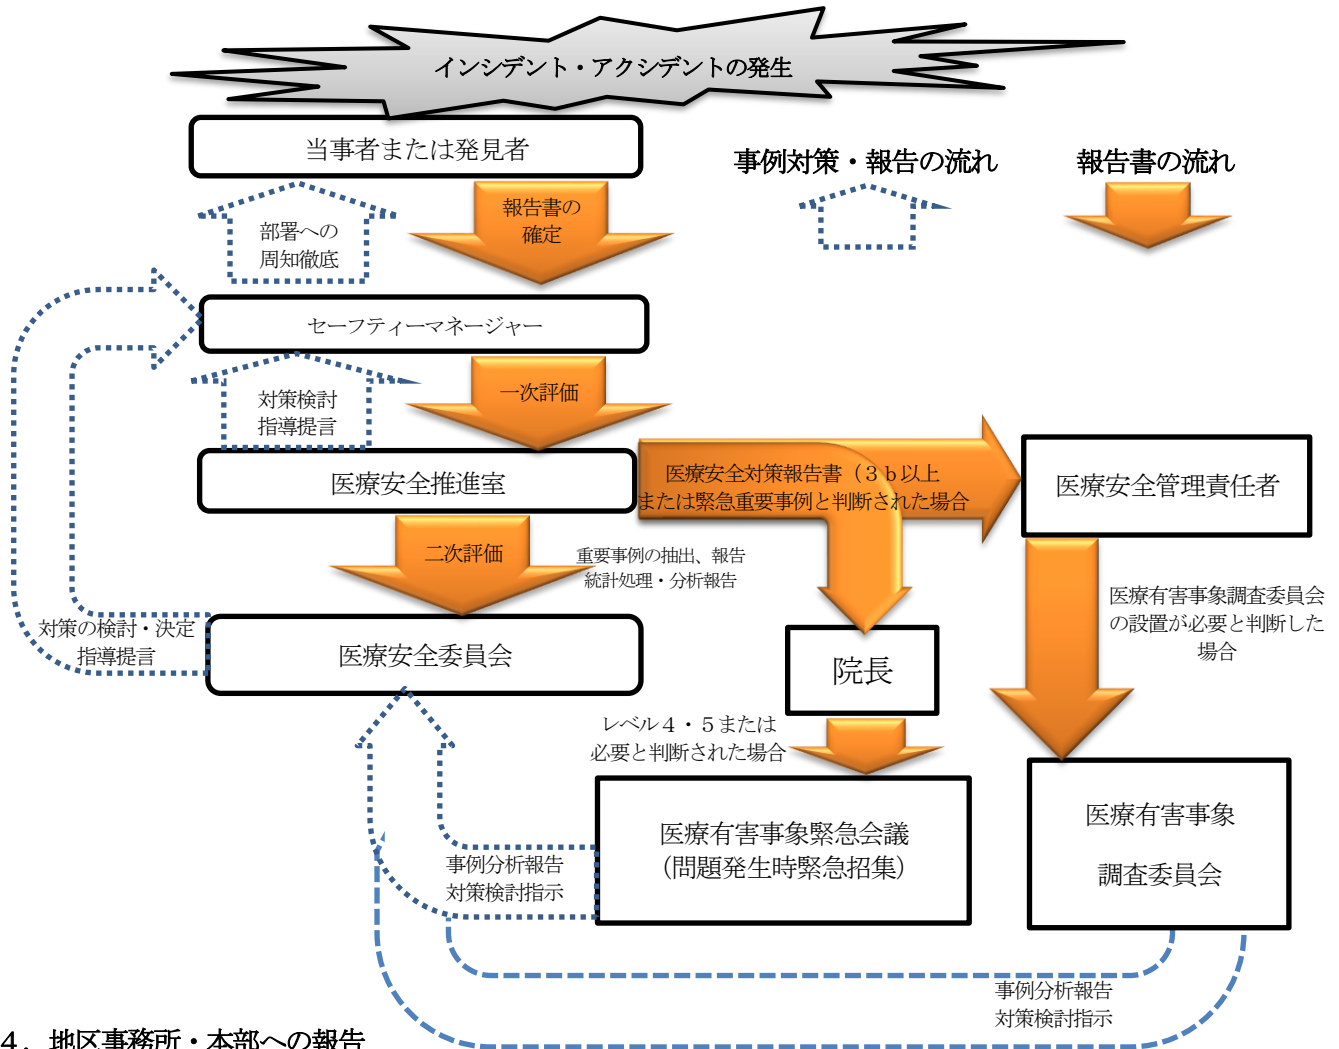 インシデント・アクシデントの発生
当事者または発見者
事例対策・報告の流れ
報告書の流れ
報告書の
確定
部署への
周知徹底
セーフティーマネージャー
一次評価
対策検討
指導提言
医療安全推進室
医療安全対策報告書（３ｂ以上
または緊急重要事例と判断された場合
医療安全管理責任者
二次評価
重要事例の抽出、報告
統計処理・分析報告
医療有害事象調査委員会
の設置が必要と判断した
場合
対策の検討・決定
指導提言
医療安全委員会
院長
レベル４・５または
必要と判断された場合
医療有害事象緊急会議
（問題発生時緊急招集）
医療有害事象
調査委員会
事例分析報告
対策検討指示
事例分析報告
対策検討指示
４．地区事務所・本部への報告